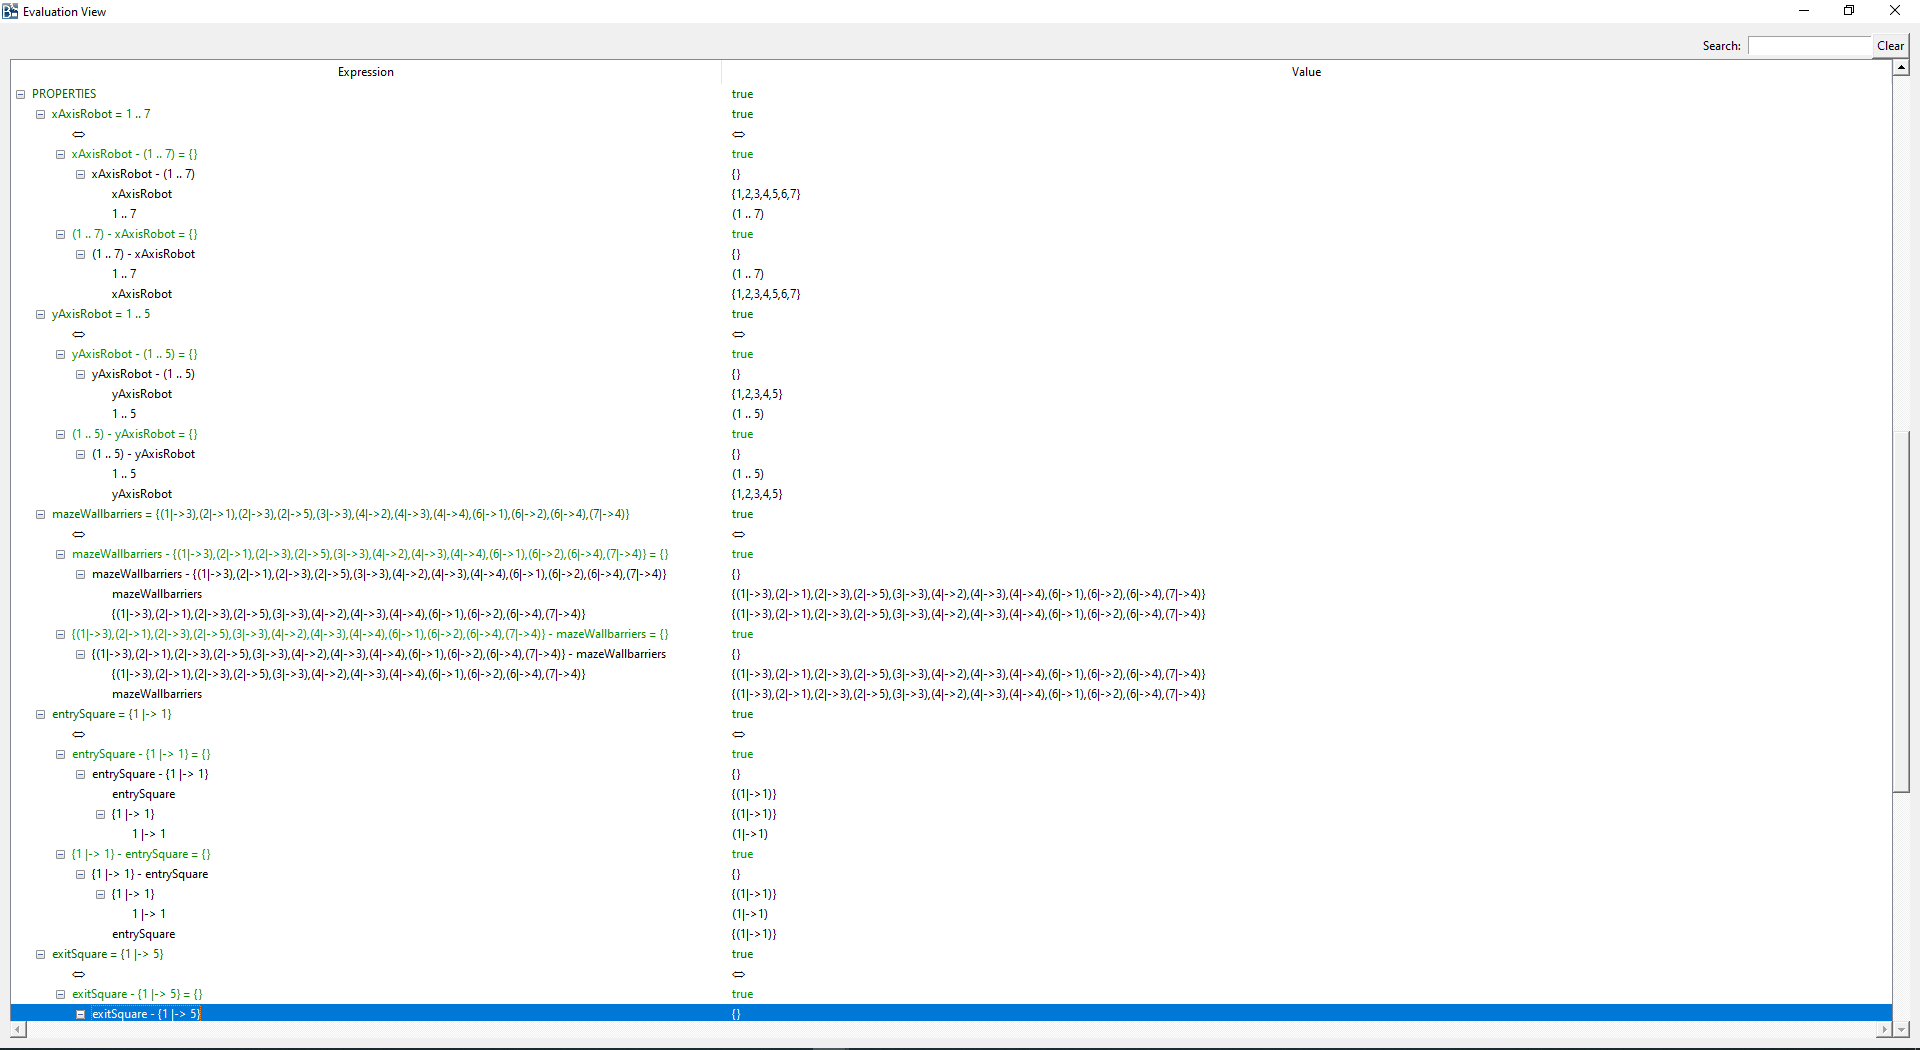 Evaluation View
Search: Clear
Expression Value
PROPERTIES true
xAxisRobot = 1 .. 7 true
⇔ ⇔
xAxisRobot - (1 .. 7) = {} true
xAxisRobot - (1 .. 7) {}
xAxisRobot {1,2,3,4,5,6,7}
1 .. 7 (1 .. 7)
(1 .. 7) - xAxisRobot = {} true
(1 .. 7) - xAxisRobot {}
1 .. 7 (1 .. 7)
xAxisRobot {1,2,3,4,5,6,7}
yAxisRobot = 1 .. 5 true
⇔ ⇔
yAxisRobot - (1 .. 5) = {} true
yAxisRobot - (1 .. 5) {}
yAxisRobot {1,2,3,4,5}
1 .. 5 (1 .. 5)
(1 .. 5) - yAxisRobot = {} true
(1 .. 5) - yAxisRobot {}
1 .. 5 (1 .. 5)
yAxisRobot {1,2,3,4,5}
mazeWallbarriers = {(1|->3),(2|->1),(2|->3),(2|->5),(3|->3),(4|->2),(4|->3),(4|->4),(6|->1),(6|->2),(6|->4),(7|->4)} true
⇔ ⇔
mazeWallbarriers - {(1|->3),(2|->1),(2|->3),(2|->5),(3|->3),(4|->2),(4|->3),(4|->4),(6|->1),(6|->2),(6|->4),(7|->4)} = {} true
mazeWallbarriers - {(1|->3),(2|->1),(2|->3),(2|->5),(3|->3),(4|->2),(4|->3),(4|->4),(6|->1),(6|->2),(6|->4),(7|->4)} {}
mazeWallbarriers {(1|->3),(2|->1),(2|->3),(2|->5),(3|->3),(4|->2),(4|->3),(4|->4),(6|->1),(6|->2),(6|->4),(7|->4)}
{(1|->3),(2|->1),(2|->3),(2|->5),(3|->3),(4|->2),(4|->3),(4|->4),(6|->1),(6|->2),(6|->4),(7|->4)} {(1|->3),(2|->1),(2|->3),(2|->5),(3|->3),(4|->2),(4|->3),(4|->4),(6|->1),(6|->2),(6|->4),(7|->4)}
{(1|->3),(2|->1),(2|->3),(2|->5),(3|->3),(4|->2),(4|->3),(4|->4),(6|->1),(6|->2),(6|->4),(7|->4)} - mazeWallbarriers = {} true
{(1|->3),(2|->1),(2|->3),(2|->5),(3|->3),(4|->2),(4|->3),(4|->4),(6|->1),(6|->2),(6|->4),(7|->4)} - mazeWallbarriers {}
{(1|->3),(2|->1),(2|->3),(2|->5),(3|->3),(4|->2),(4|->3),(4|->4),(6|->1),(6|->2),(6|->4),(7|->4)} {(1|->3),(2|->1),(2|->3),(2|->5),(3|->3),(4|->2),(4|->3),(4|->4),(6|->1),(6|->2),(6|->4),(7|->4)}
mazeWallbarriers {(1|->3),(2|->1),(2|->3),(2|->5),(3|->3),(4|->2),(4|->3),(4|->4),(6|->1),(6|->2),(6|->4),(7|->4)}
entrySquare = {1 |-> 1} true
⇔ ⇔
entrySquare - {1 |-> 1} = {} true
entrySquare - {1 |-> 1} {}
entrySquare {(1|->1)}
{1 |-> 1} {(1|->1)}
1 |-> 1 (1|->1)
{1 |-> 1} - entrySquare = {} true
{1 |-> 1} - entrySquare {}
{1 |-> 1} {(1|->1)}
1 |-> 1 (1|->1)
entrySquare {(1|->1)}
exitSquare = {1 |-> 5} true
⇔ ⇔
exitSquare - {1 |-> 5} = {} true
exitSquare - {1 |-> 5} {}